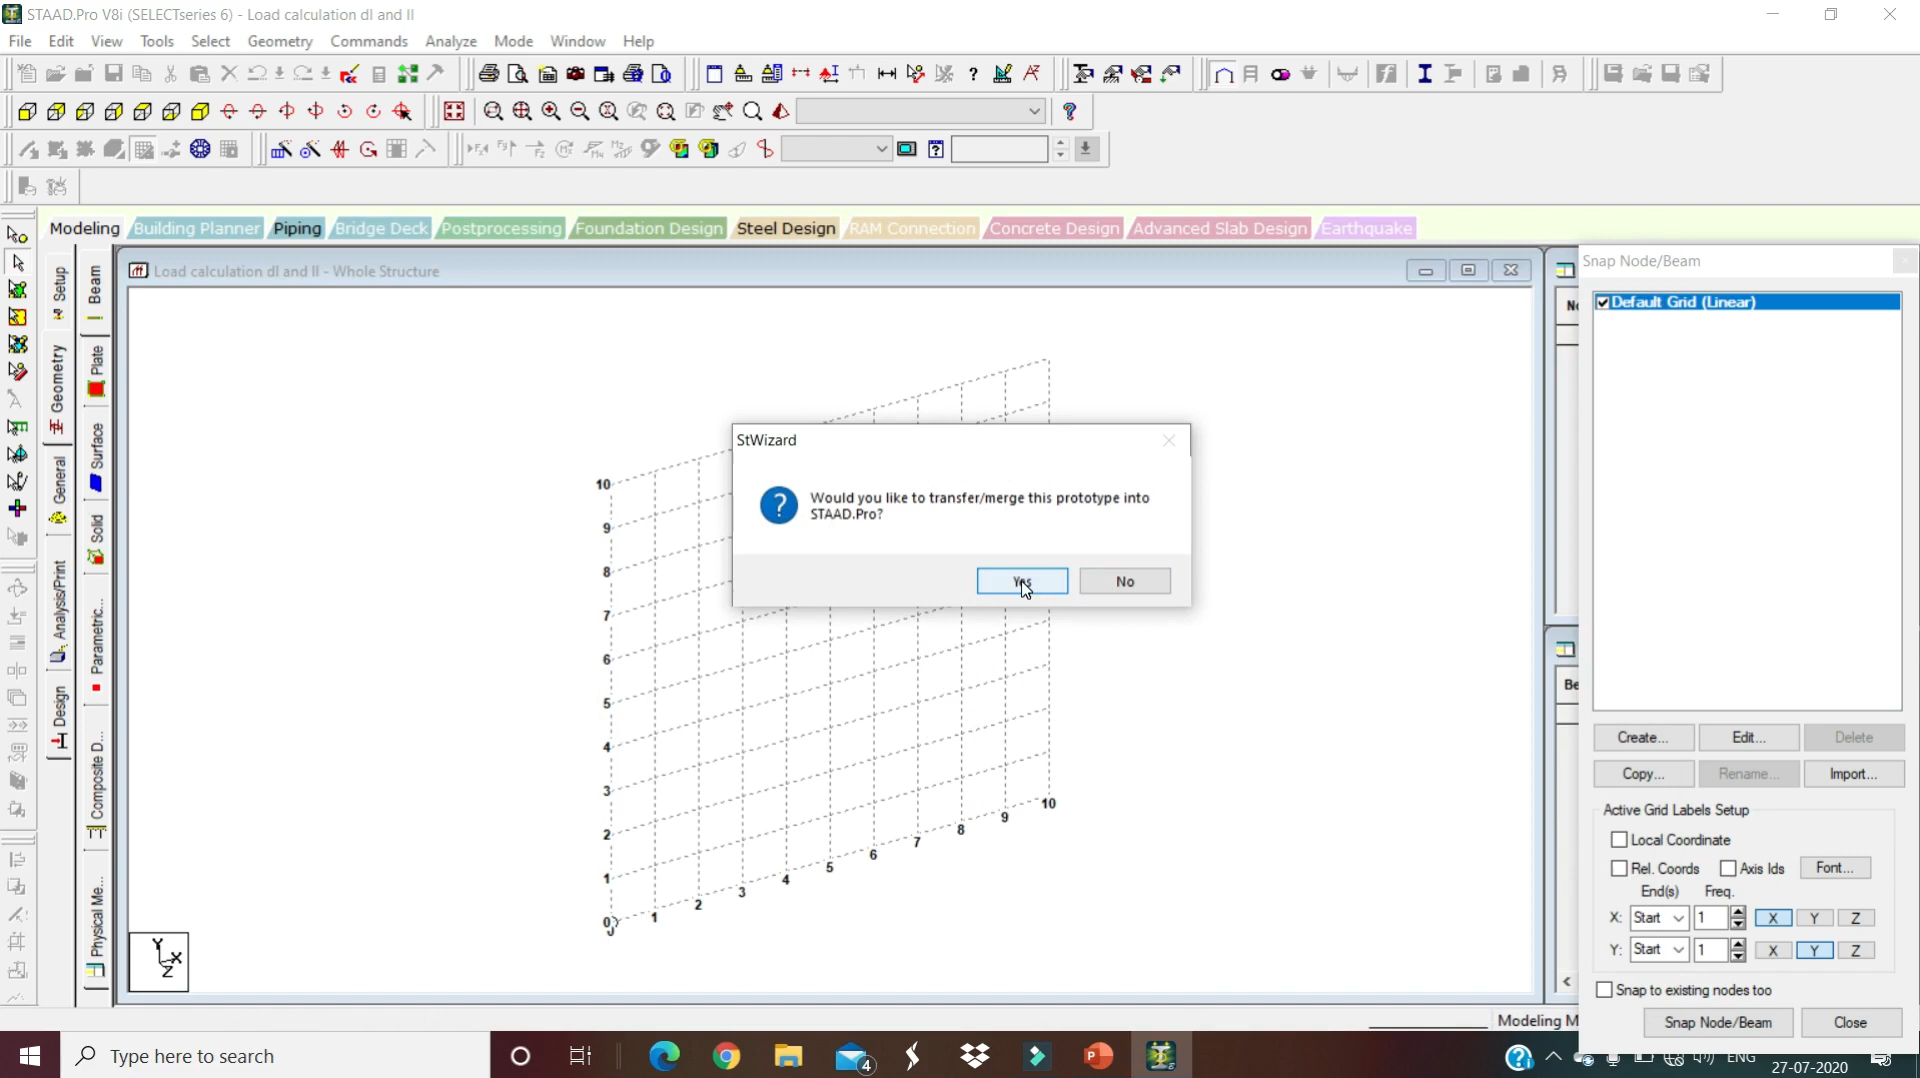 STAAD.Pro V8i (SELECTseries 6) - Load calculation dl and ll
File Edit View Tools Select Geometry Commands Analyze Mode Window Help
Modeling Building Planner Piping Bridge Deck Postprocessing Foundation Design Steel Design RAM Connection Concrete Design Advanced Slab Design Earthquake
Setup
Geometry
General
Analysis/Print
Design
Beam
Plate
Surface
Solid
Parametric...
Composite D...
Physical Me...
Load calculation dl and ll - Whole Structure
StWizard
Would you like to transfer/merge this prototype into
STAAD.Pro?
Yes No
10
9
8
7
6
5
4
3
2
1
0
1 2 3 4 5 6 7 8 9 10
Y
X
Z
Snap Node/Beam
Default Grid (Linear)
Create... Edit... Delete
Copy... Rename... Import...
Active Grid Labels Setup
Local Coordinate
Rel. Coords Axis Ids Font...
End(s) Freq.
X: Start 1 X Y Z
Y: Start 1 X Y Z
Snap to existing nodes too
Snap Node/Beam Close
Modeling M
Type here to search
4
ENG
27-07-2020